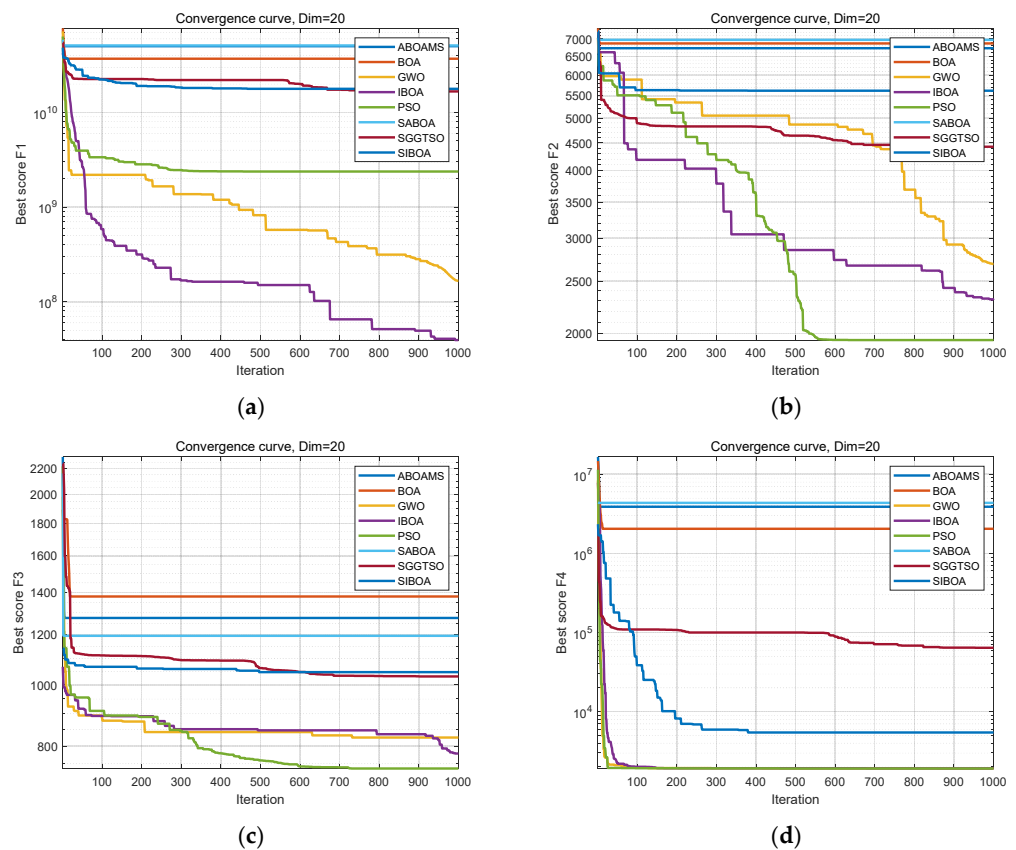 Convergence curve, Dim=20
Best score F1
10^10
10^9
10^8
ABOAMS
BOA
GWO
IBOA
PSO
SABOA
SGGTSO
SIBOA
100 200 300 400 500 600 700 800 900 1000
Iteration
(a)
Convergence curve, Dim=20
Best score F2
7000
6500
6000
5500
5000
4500
4000
3500
3000
2500
2000
ABOAMS
BOA
GWO
IBOA
PSO
SABOA
SGGTSO
SIBOA
100 200 300 400 500 600 700 800 900 1000
Iteration
(b)
Convergence curve, Dim=20
Best score F3
2200
2000
1800
1600
1400
1200
1000
800
ABOAMS
BOA
GWO
IBOA
PSO
SABOA
SGGTSO
SIBOA
100 200 300 400 500 600 700 800 900 1000
Iteration
(c)
Convergence curve, Dim=20
Best score F4
10^7
10^6
10^5
10^4
ABOAMS
BOA
GWO
IBOA
PSO
SABOA
SGGTSO
SIBOA
100 200 300 400 500 600 700 800 900 1000
Iteration
(d)